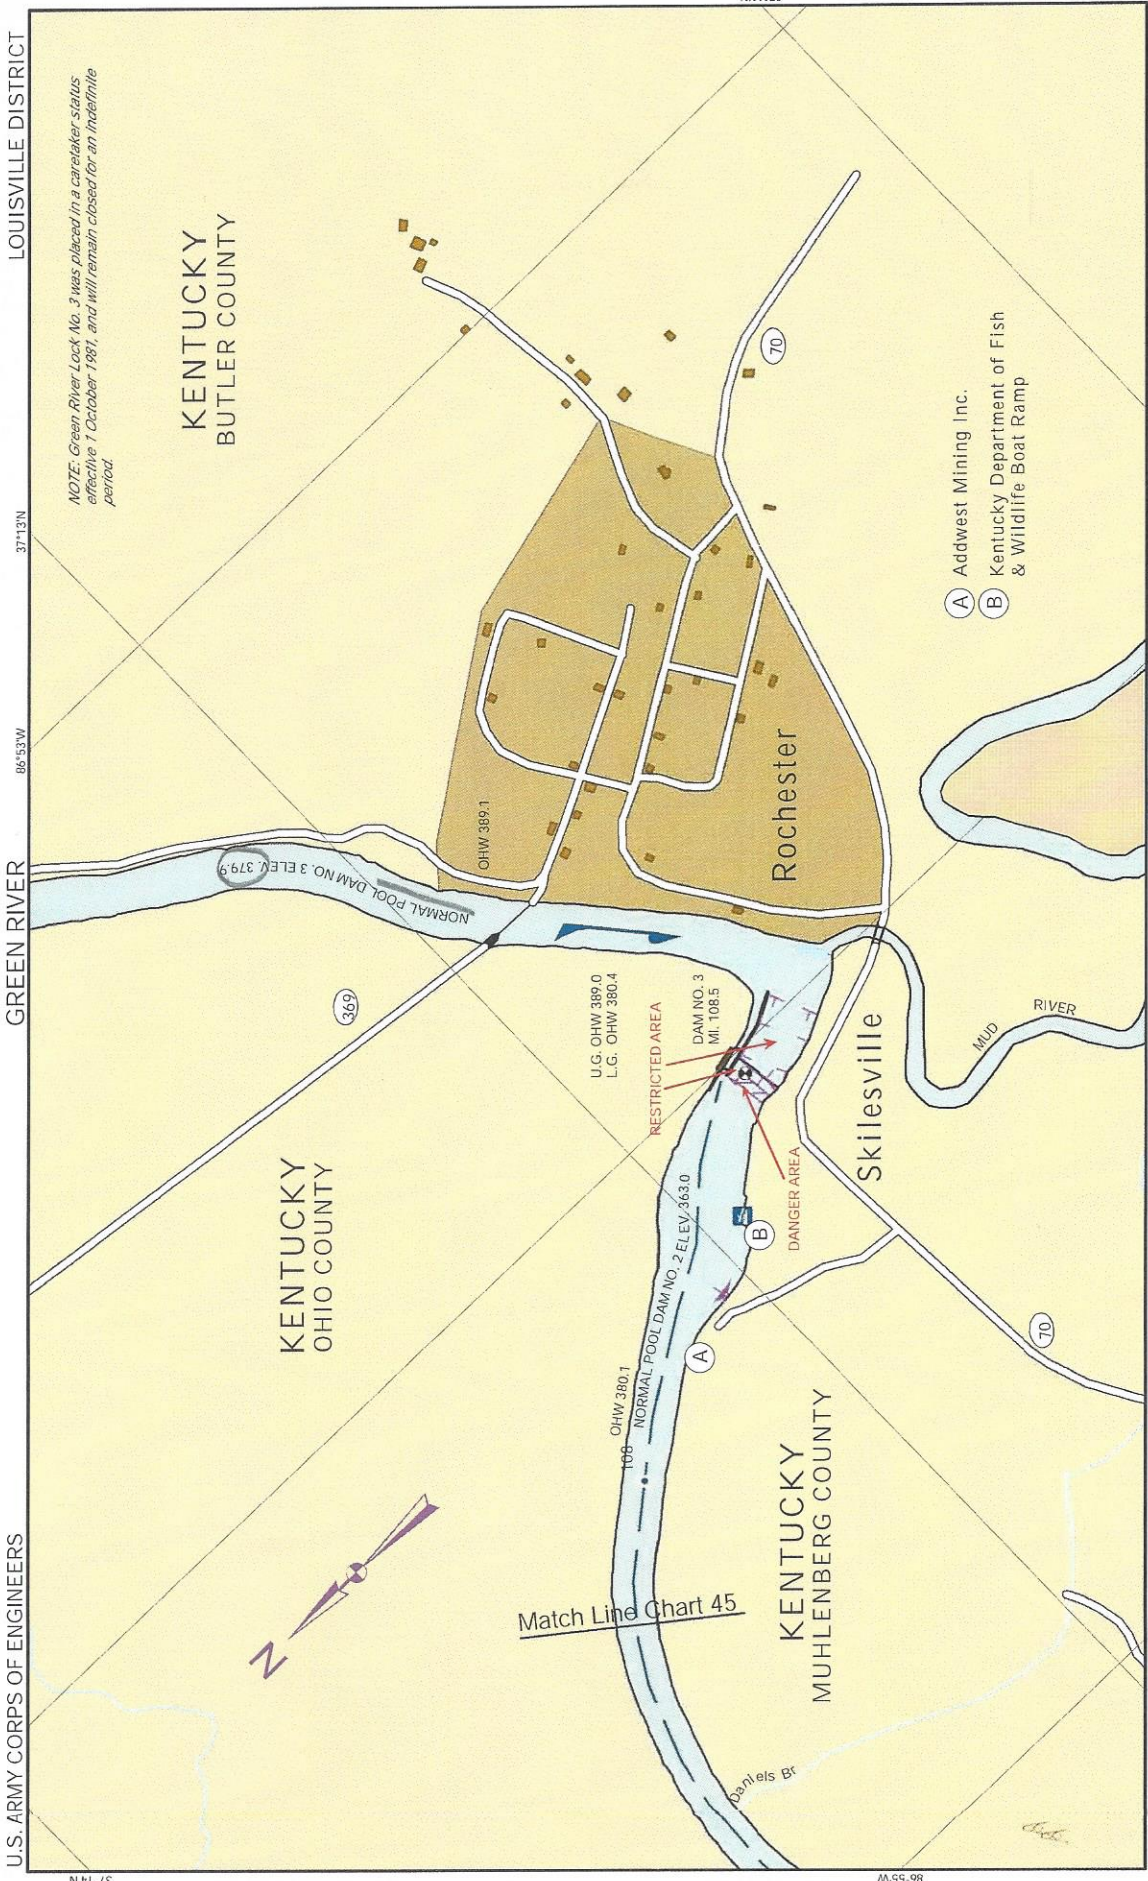 U.S. ARMY CORPS OF ENGINEERS
GREEN RIVER
LOUISVILLE DISTRICT
86°53'W
37°13'N
NOTE: Green River Lock No. 3 was placed in a caretaker status
effective 1 October 1981, and will remain closed for an indefinite
period.
KENTUCKY
BUTLER COUNTY
KENTUCKY
OHIO COUNTY
369
NORMAL POOL DAM NO. 3 ELEV. 379.9
OHW 389.1
N
U.G. OHW 389.0
L.G. OHW 380.4
RESTRICTED AREA
DAM NO. 3
MI. 108.5
OHW 380.1
108
NORMAL POOL DAM NO. 2 ELEV. 363.0
Match Line Chart 45
A
B
DANGER AREA
Rochester
70
Skilesville
KENTUCKY
MUHLENBERG COUNTY
Daniels Br
MUD RIVER
70
A Addwest Mining Inc.
B Kentucky Department of Fish
& Wildlife Boat Ramp
86-55-W